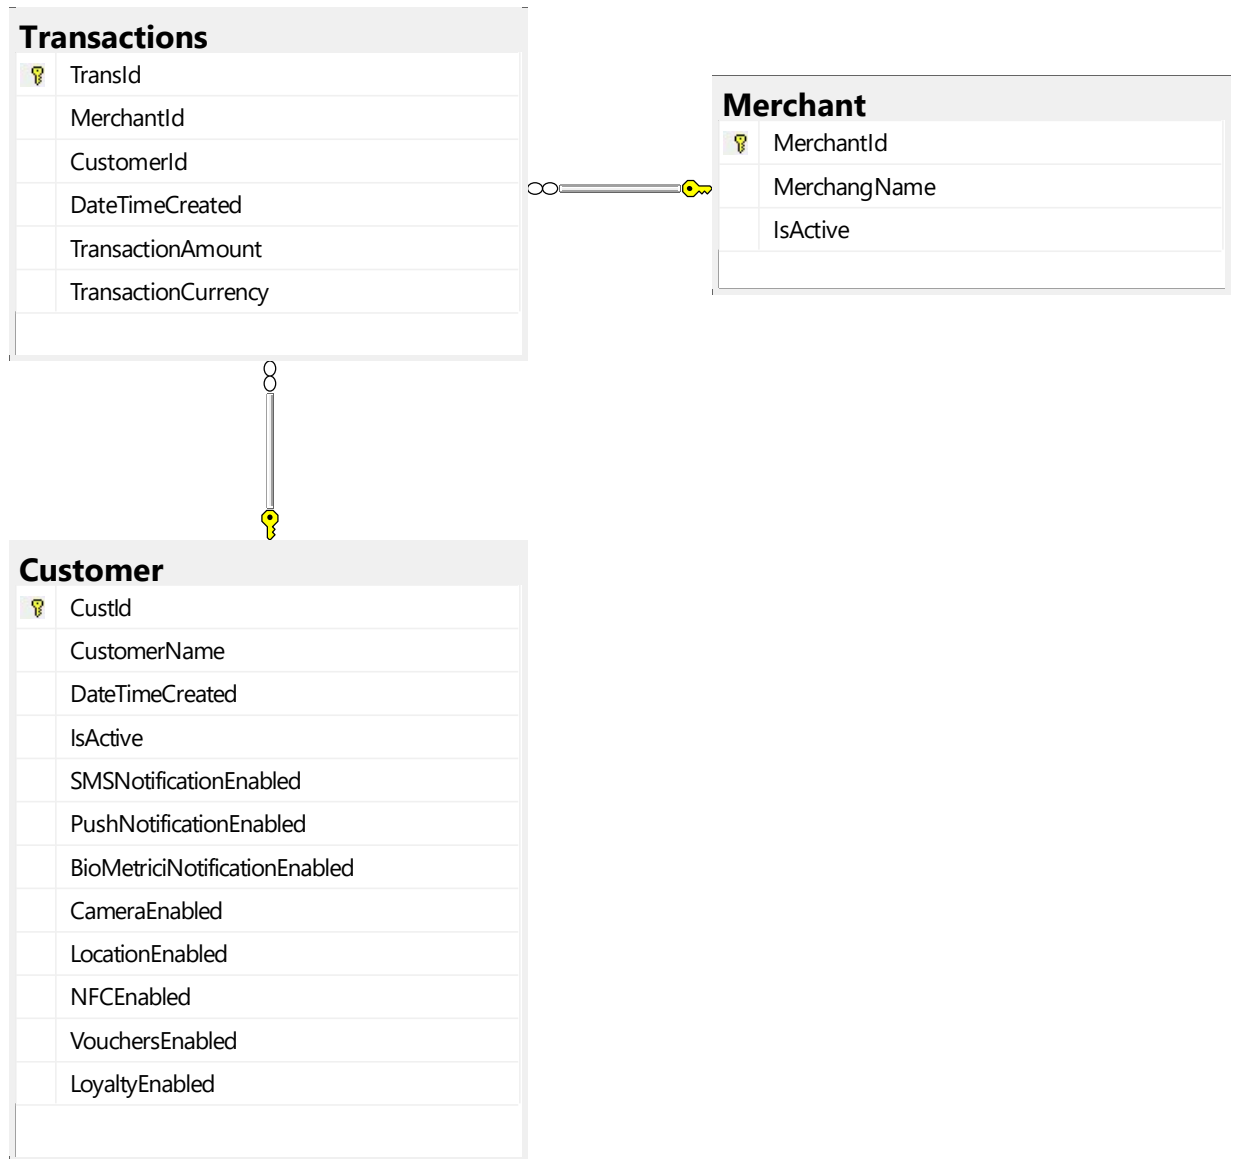 Transactions
TransId
MerchantId
CustomerId
DateTimeCreated
TransactionAmount
TransactionCurrency
Merchant
MerchantId
MerchangName
IsActive
Customer
CustId
CustomerName
DateTimeCreated
IsActive
SMSNotificationEnabled
PushNotificationEnabled
BioMetriciNotificationEnabled
CameraEnabled
LocationEnabled
NFCEnabled
VouchersEnabled
LoyaltyEnabled